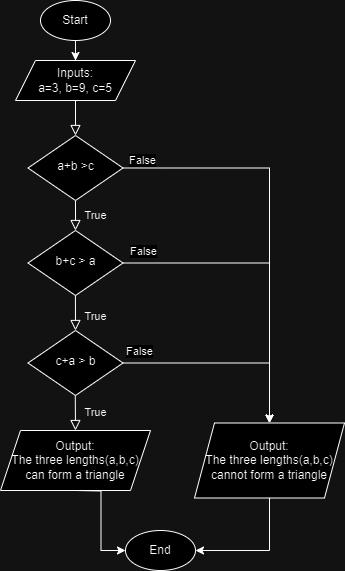 Start
Inputs:
a=3, b=9, c=5
a+b >c
False
True
b+c > a
False
True
c+a > b
False
True
Output:
The three lengths(a,b,c)
can form a triangle
Output:
The three lengths(a,b,c)
cannot form a triangle
End